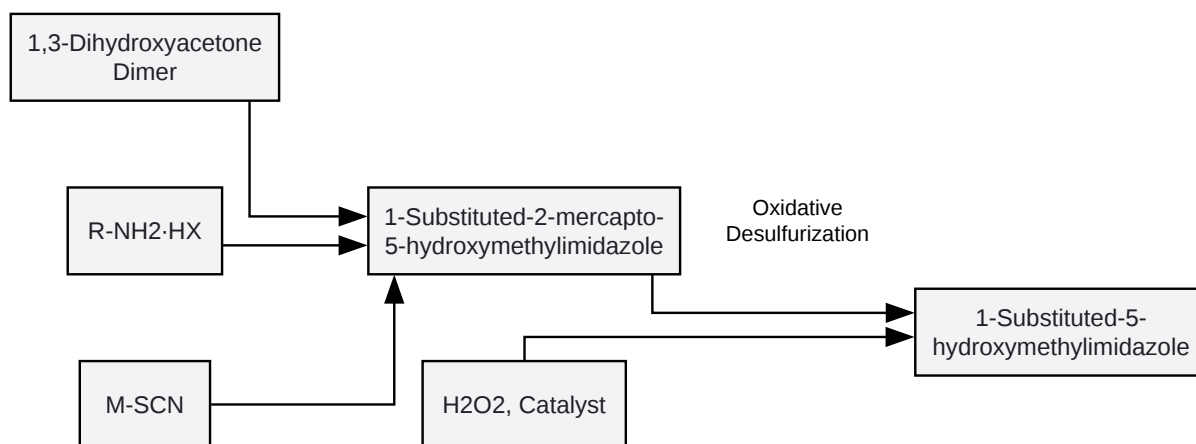 1,3-Dihydroxyacetone
Dimer
R-NH2·HX
1-Substituted-2-mercapto-
5-hydroxymethylimidazole
Oxidative
Desulfurization
1-Substituted-5-
hydroxymethylimidazole
M-SCN
H2O2, Catalyst